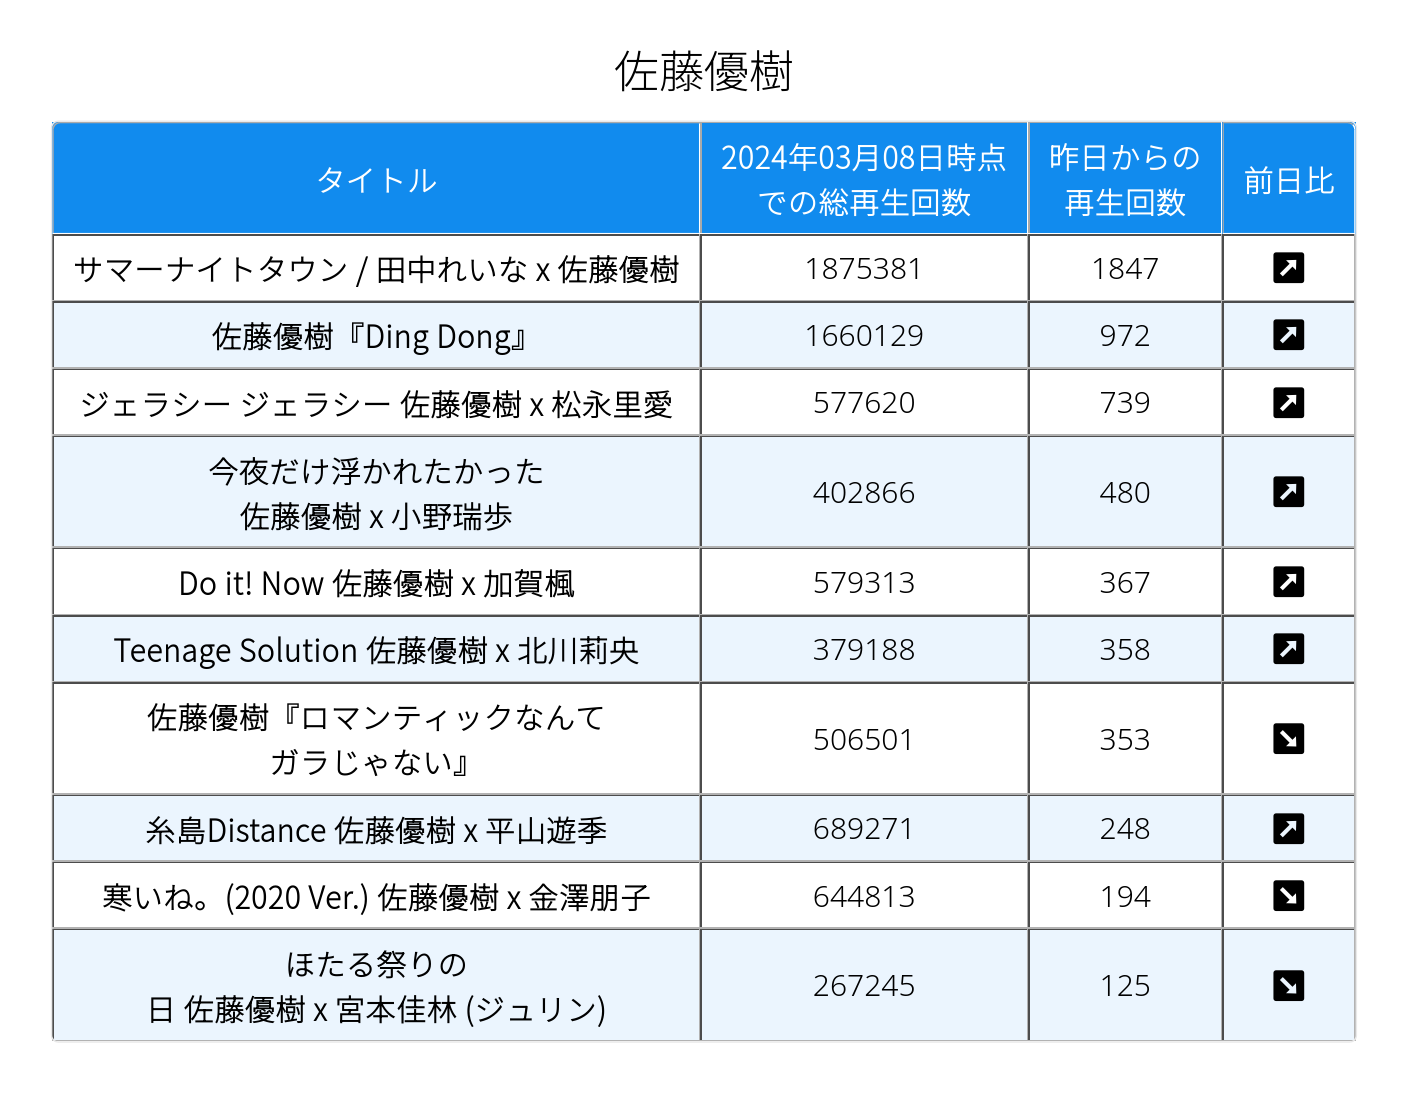 佐藤優樹
タイトル
2024年03月08日時点
での総再生回数
昨日からの
再生回数
前日比
サマーナイトタウン / 田中れいな x 佐藤優樹
1875381
1847
佐藤優樹『Ding Dong』
1660129
972
ジェラシー ジェラシー 佐藤優樹 x 松永里愛
577620
739
今夜だけ浮かれたかった
佐藤優樹 x 小野瑞歩
402866
480
Do it! Now 佐藤優樹 x 加賀楓
579313
367
Teenage Solution 佐藤優樹 x 北川莉央
379188
358
佐藤優樹『ロマンティックなんて
ガラじゃない』
506501
353
糸島Distance 佐藤優樹 x 平山遊季
689271
248
寒いね。(2020 Ver.) 佐藤優樹 x 金澤朋子
644813
194
ほたる祭りの
日 佐藤優樹 x 宮本佳林 (ジュリン)
267245
125